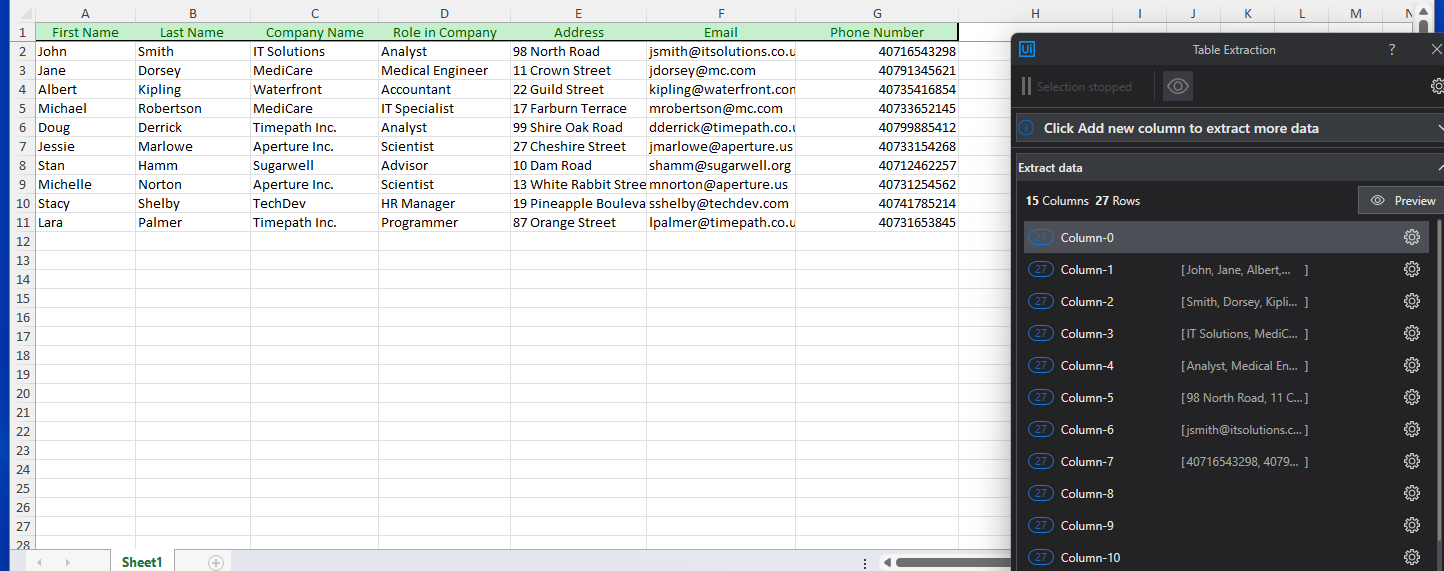 A B C D E F G H I J K L M N
1 First Name Last Name Company Name Role in Company Address Email Phone Number
2 John Smith IT Solutions Analyst 98 North Road jsmith@itsolutions.co.u 40716543298
3 Jane Dorsey MediCare Medical Engineer 11 Crown Street jdorsey@mc.com 40791345621
4 Albert Kipling Waterfront Accountant 22 Guild Street kipling@waterfront.con 40735416854
5 Michael Robertson MediCare IT Specialist 17 Farburn Terrace mrobertson@mc.com 40733652145
6 Doug Derrick Timepath Inc. Analyst 99 Shire Oak Road dderrick@timepath.co.u 40799885412
7 Jessie Marlowe Aperture Inc. Scientist 27 Cheshire Street jmarlowe@aperture.us 40733154268
8 Stan Hamm Sugarwell Advisor 10 Dam Road shamm@sugarwell.org 40712462257
9 Michelle Norton Aperture Inc. Scientist 13 White Rabbit Stree mnorton@aperture.us 40731254562
10 Stacy Shelby TechDev HR Manager 19 Pineapple Bouleva sshelby@techdev.com 40741785214
11 Lara Palmer Timepath Inc. Programmer 87 Orange Street lpalmer@timepath.co.u 40731653845
12
13
14
15
16
17
18
19
20
21
22
23
24
25
26
27
28
Sheet1
Ui Table Extraction ?
Selection stopped
Click Add new column to extract more data
Extract data
15 Columns 27 Rows Preview
27 Column-0
27 Column-1 [John, Jane, Albert,... ]
27 Column-2 [Smith, Dorsey, Kipli... ]
27 Column-3 [IT Solutions, MediC... ]
27 Column-4 [Analyst, Medical En... ]
27 Column-5 [98 North Road, 11 C... ]
27 Column-6 [jsmith@itsolutions.c... ]
27 Column-7 [40716543298, 4079... ]
27 Column-8
27 Column-9
27 Column-10